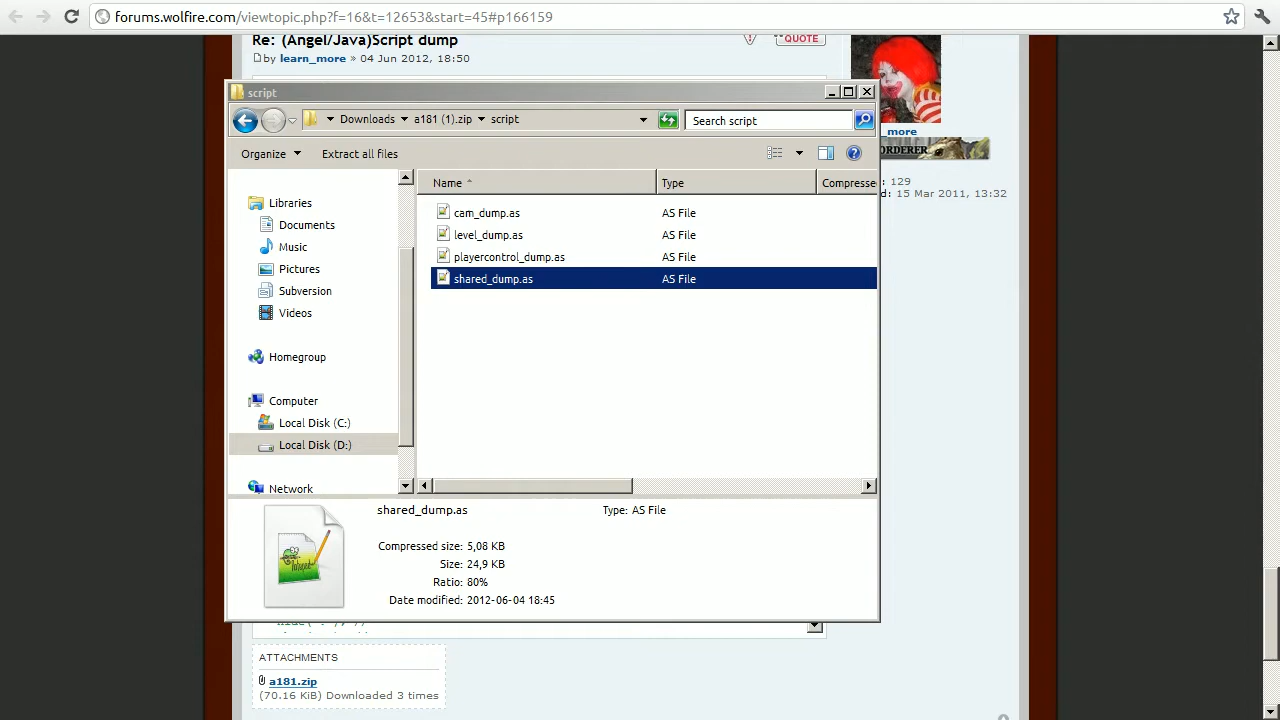 forums.wolfire.com/viewtopic.php?f=16&t=12653&start=45#p166159
Re: (Angel/Java)Script dump
QUOTE
by learn_more » 04 Jun 2012, 18:50
script
Downloads a181 (1).zip script
Search script
_more
ORDERER
Organize Extract all files
: 129
d: 15 Mar 2011, 13:32
Name Type Compresse
Libraries
Documents
Music
Pictures
Subversion
Videos
Homegroup
Computer
Local Disk (C:)
Local Disk (D:)
Network
cam_dump.as AS File
level_dump.as AS File
playercontrol_dump.as AS File
shared_dump.as AS File
shared_dump.as Type: AS File
Compressed size: 5,08 KB
Size: 24,9 KB
Ratio: 80%
Date modified: 2012-06-04 18:45
ATTACHMENTS
a181.zip
(70.16 KiB) Downloaded 3 times